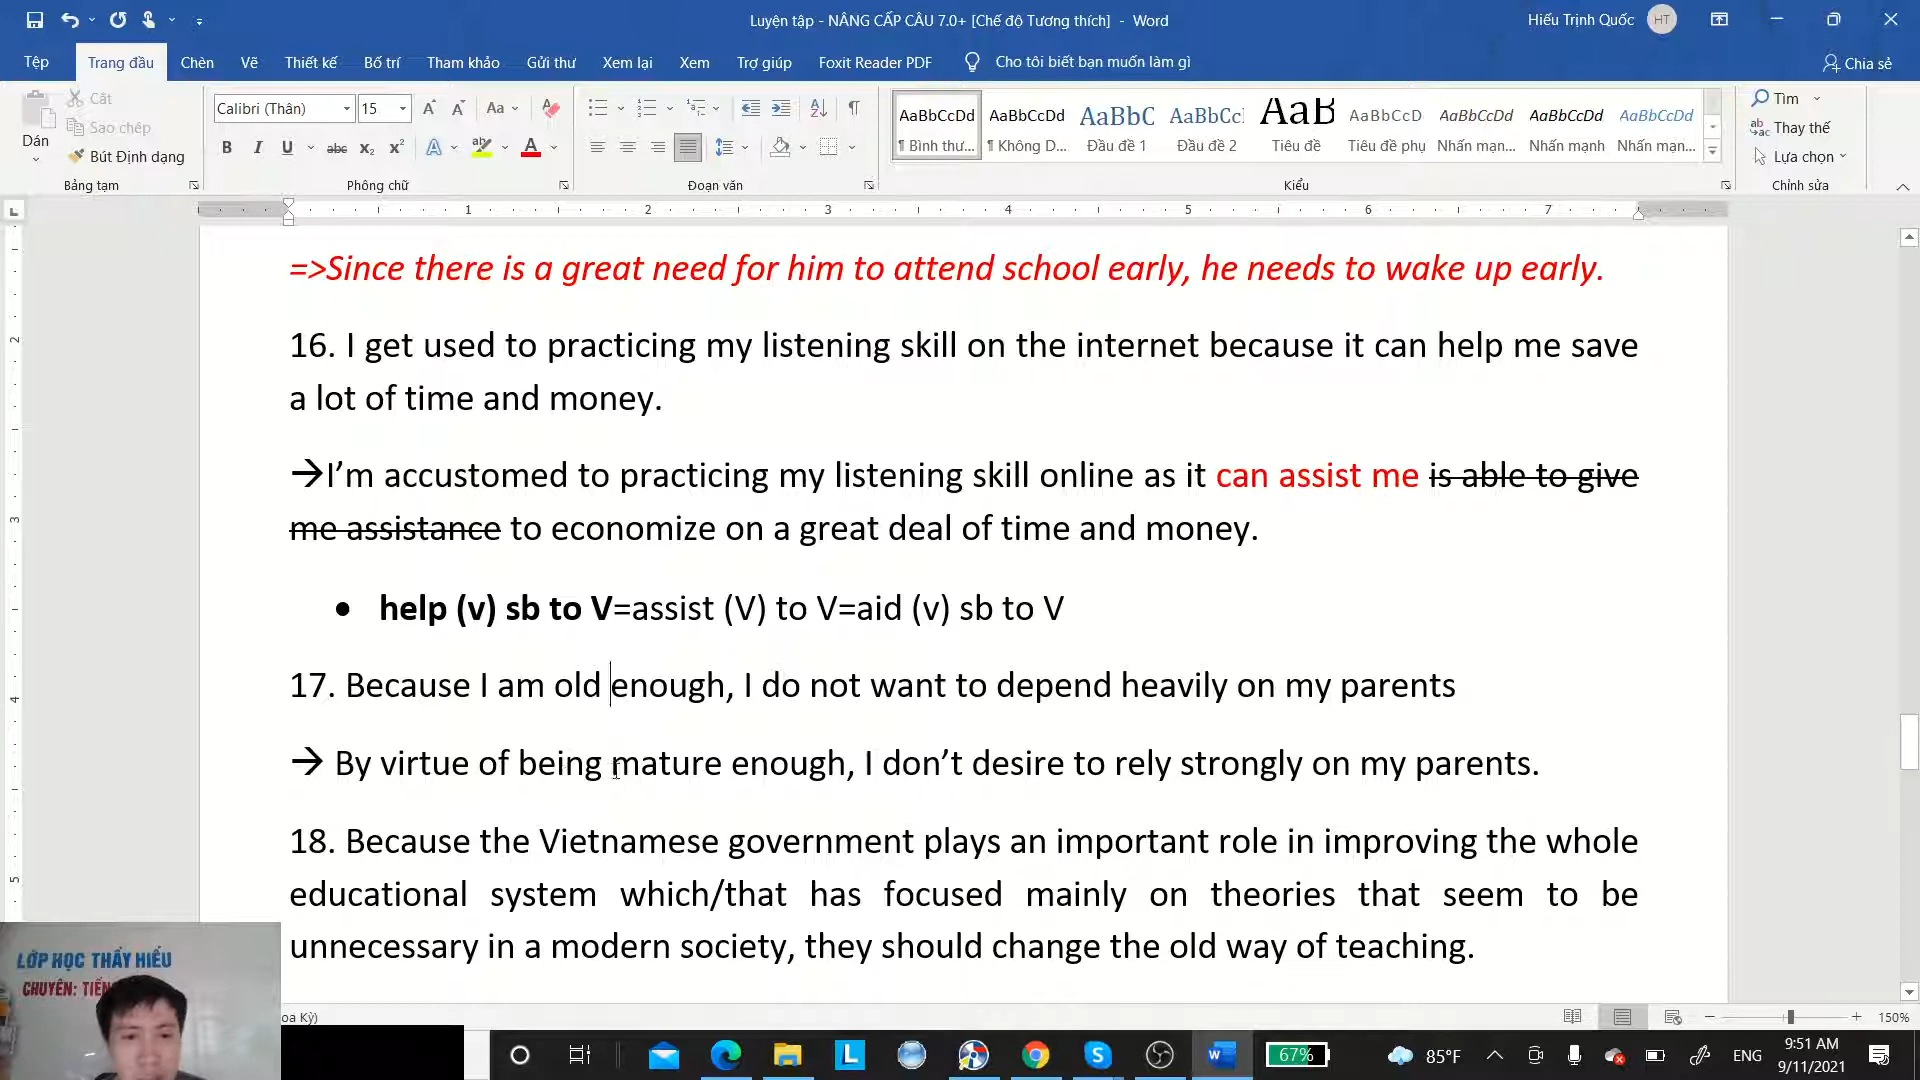 Luyện tập - NÂNG CẤP CÂU 7.0+ [Chế độ Tương thích] - Word
Hiếu Trịnh Quốc
HT
Tệp
Trang đầu
Chèn
Vẽ
Thiết kế
Bố trí
Tham khảo
Gửi thư
Xem lại
Xem
Trợ giúp
Foxit Reader PDF
Cho tôi biết bạn muốn làm gì
Chia sẻ
Dán
Cắt
Sao chép
Bút Định dạng
Bảng tạm
Calibri (Thân)
15
Phông chữ
Đoạn văn
AaBbCcDd
AaBbCcDd
AaBbC
AaBbCc
AaB
AaBbCcD
AaBbCcDd
AaBbCcDd
AaBbCcDd
¶ Bình thư...
¶ Không D...
Đầu đề 1
Đầu đề 2
Tiêu đề
Tiêu đề phụ
Nhấn mạn...
Nhấn mạnh
Nhấn mạn...
Kiểu
Tìm
Thay thế
Lựa chọn
Chỉnh sửa
1 2 3 4 5 6 7
=>Since there is a great need for him to attend school early, he needs to wake up early.
16. I get used to practicing my listening skill on the internet because it can help me save
a lot of time and money.
→I’m accustomed to practicing my listening skill online as it can assist me is able to give
me assistance to economize on a great deal of time and money.
• help (v) sb to V=assist (V) to V=aid (v) sb to V
17. Because I am old enough, I do not want to depend heavily on my parents
→ By virtue of being mature enough, I don’t desire to rely strongly on my parents.
18. Because the Vietnamese government plays an important role in improving the whole
educational system which/that has focused mainly on theories that seem to be
unnecessary in a modern society, they should change the old way of teaching.
LỚP HỌC THẦY HIẾU
CHUYÊN: TIẾN
oa Kỳ)
150%
67%
85°F
ENG
9:51 AM
9/11/2021